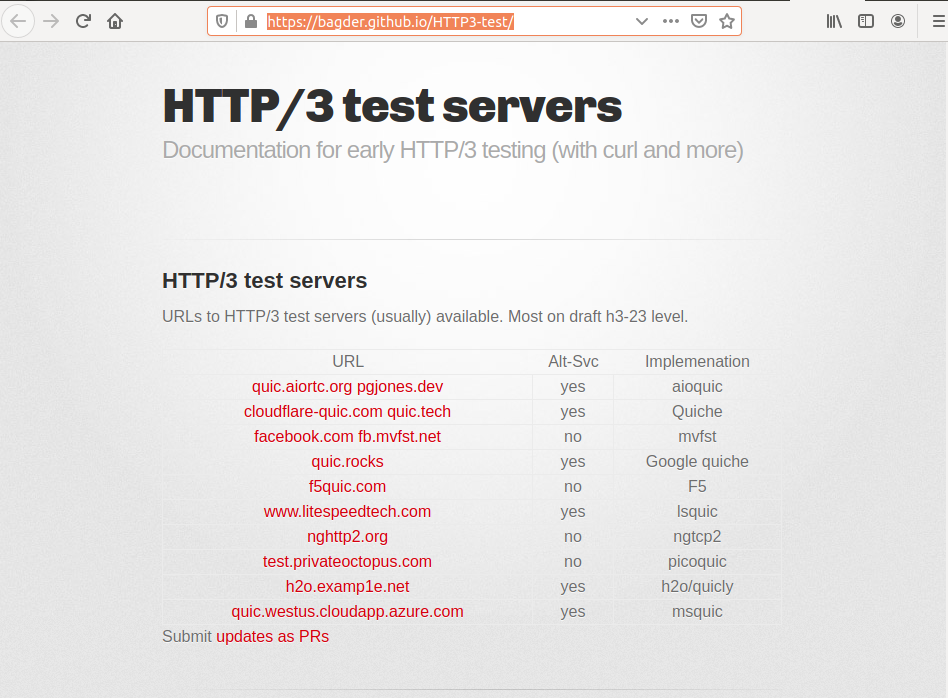 https://bagder.github.io/HTTP3-test/
HTTP/3 test servers
Documentation for early HTTP/3 testing (with curl and more)
HTTP/3 test servers
URLs to HTTP/3 test servers (usually) available. Most on draft h3-23 level.
URL Alt-Svc Implemenation
quic.aiortc.org pgjones.dev yes aioquic
cloudflare-quic.com quic.tech yes Quiche
facebook.com fb.mvfst.net no mvfst
quic.rocks yes Google quiche
f5quic.com no F5
www.litespeedtech.com yes lsquic
nghttp2.org no ngtcp2
test.privateoctopus.com no picoquic
h2o.examp1e.net yes h2o/quicly
quic.westus.cloudapp.azure.com yes msquic
Submit updates as PRs